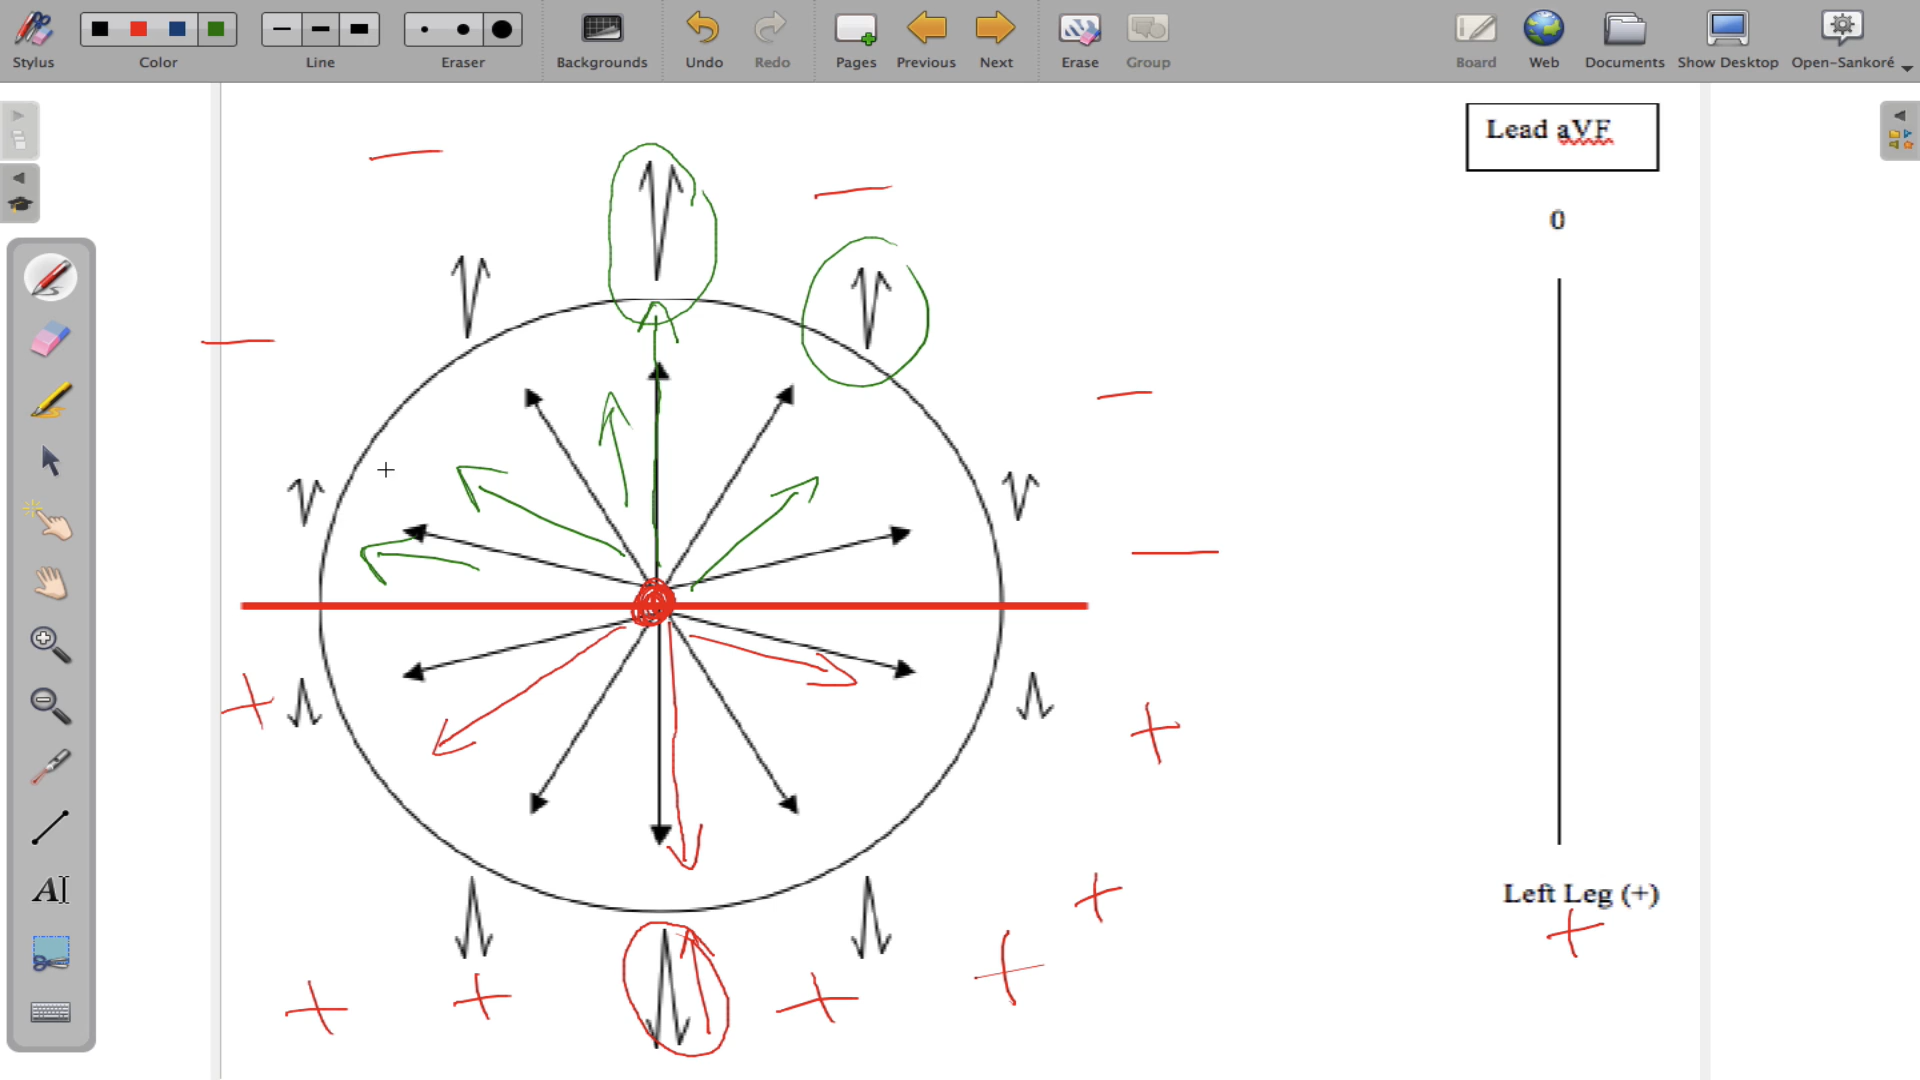 Stylus Color Line Eraser Backgrounds Undo Redo Pages Previous Next Erase Group Board Web Documents Show Desktop Open-Sankoré
Lead aVF
0
AI
Left Leg (+)